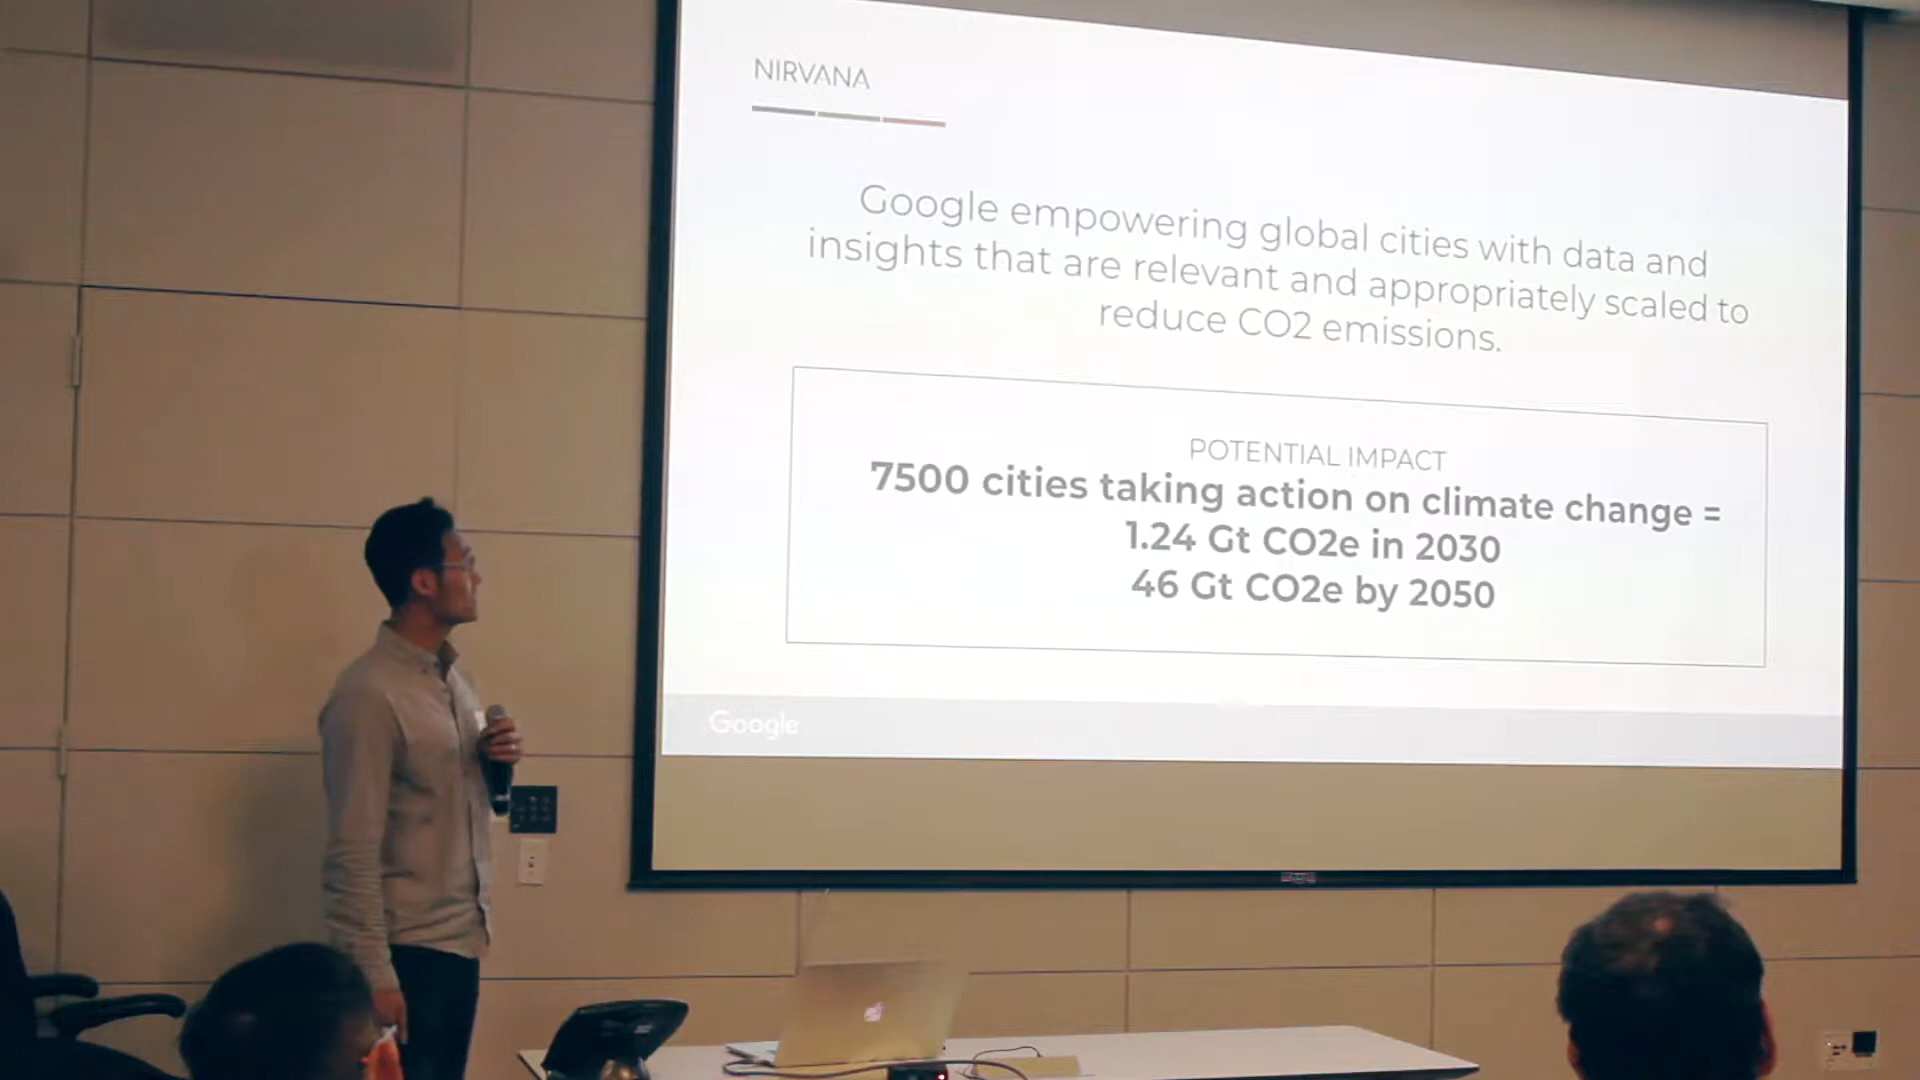 NIRVANA
Google empowering global cities with data and
insights that are relevant and appropriately scaled to
reduce CO2 emissions.
POTENTIAL IMPACT
7500 cities taking action on climate change =
1.24 Gt CO2e in 2030
46 Gt CO2e by 2050
Google